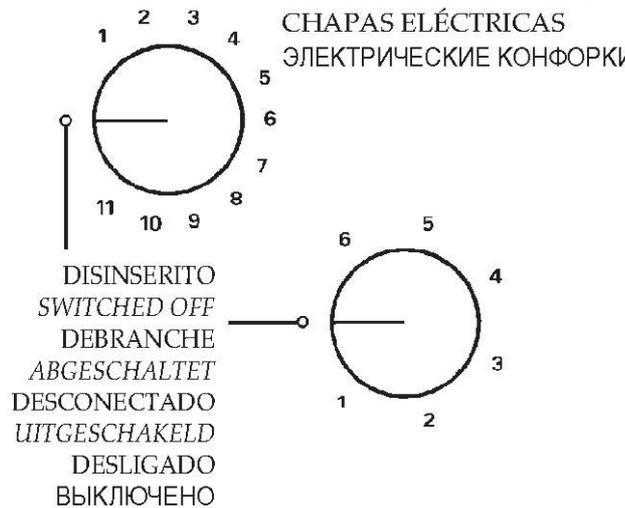 CHAPAS ELÉCTRICAS
ЭЛЕКТРИЧЕСКИЕ КОНФОРКИ
1 2 3 4 5 6 7 8 9 10 11
DISINSERITO
SWITCHED OFF
DEBRANCHE
ABGESCHALTET
DESCONECTADO
UITGESCHAKELD
DESLIGADO
ВЫКЛЮЧЕНО
6 5 4 3 2 1